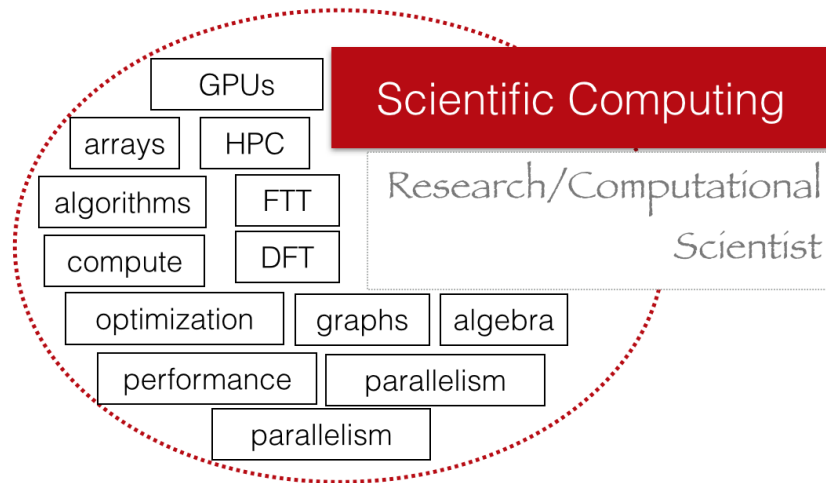 GPUs
Scientific Computing
arrays
HPC
Research/Computational
Scientist
algorithms
FTT
compute
DFT
optimization
graphs
algebra
performance
parallelism
parallelism